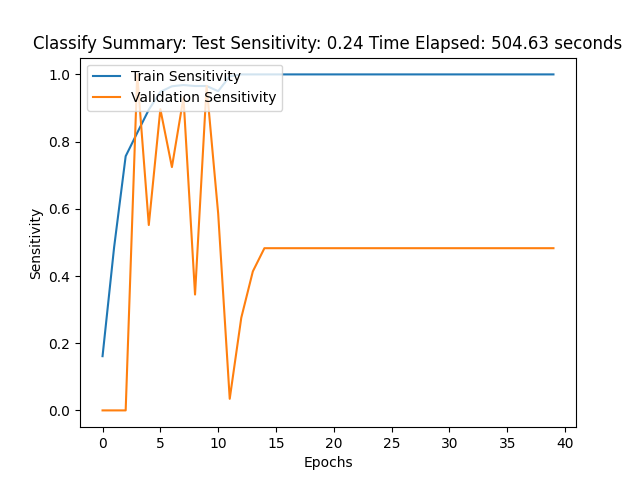 Classify Summary: Test Sensitivity: 0.24 Time Elapsed: 504.63 seconds
Train Sensitivity
Validation Sensitivity
1.0
0.8
0.6
0.4
0.2
0.0
Sensitivity
0 5 10 15 20 25 30 35 40
Epochs